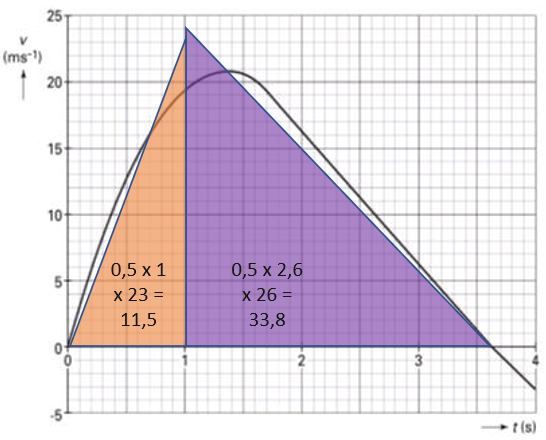 25
v
(ms⁻¹)
20
15
10
5
0
-5
0 1 2 3 4
t (s)
0,5 x 1
x 23 =
11,5
0,5 x 2,6
x 26 =
33,8